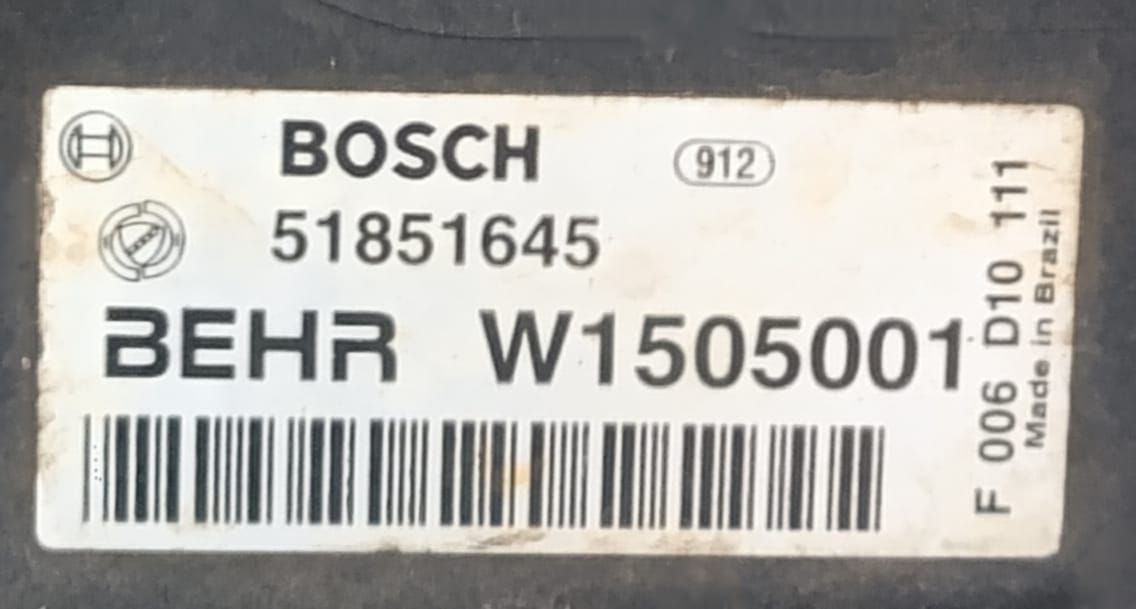 BOSCH 912
51851645
BEHR W1505001
F 006 D10 111
Made in Brazil